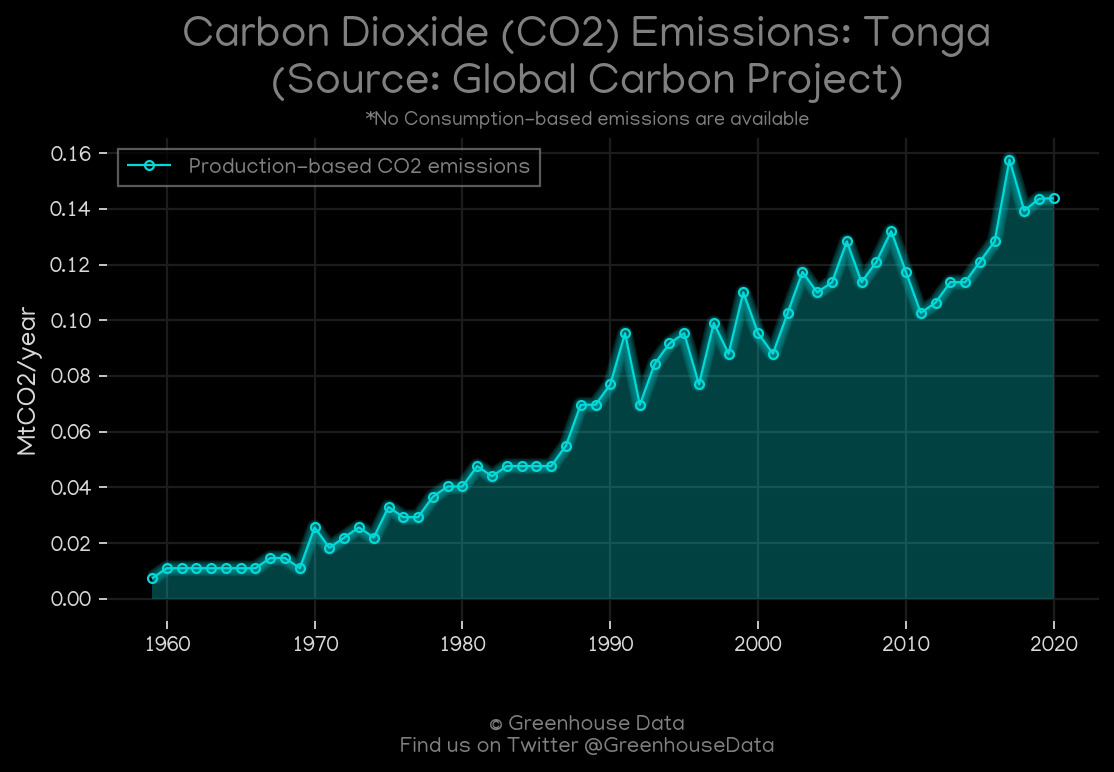 Carbon Dioxide (CO2) Emissions: Tonga
(Source: Global Carbon Project)
*No Consumption-based emissions are available
Production-based CO2 emissions
MtCO2/year
0.16
0.14
0.12
0.10
0.08
0.06
0.04
0.02
0.00
1960 1970 1980 1990 2000 2010 2020
© Greenhouse Data
Find us on Twitter @GreenhouseData